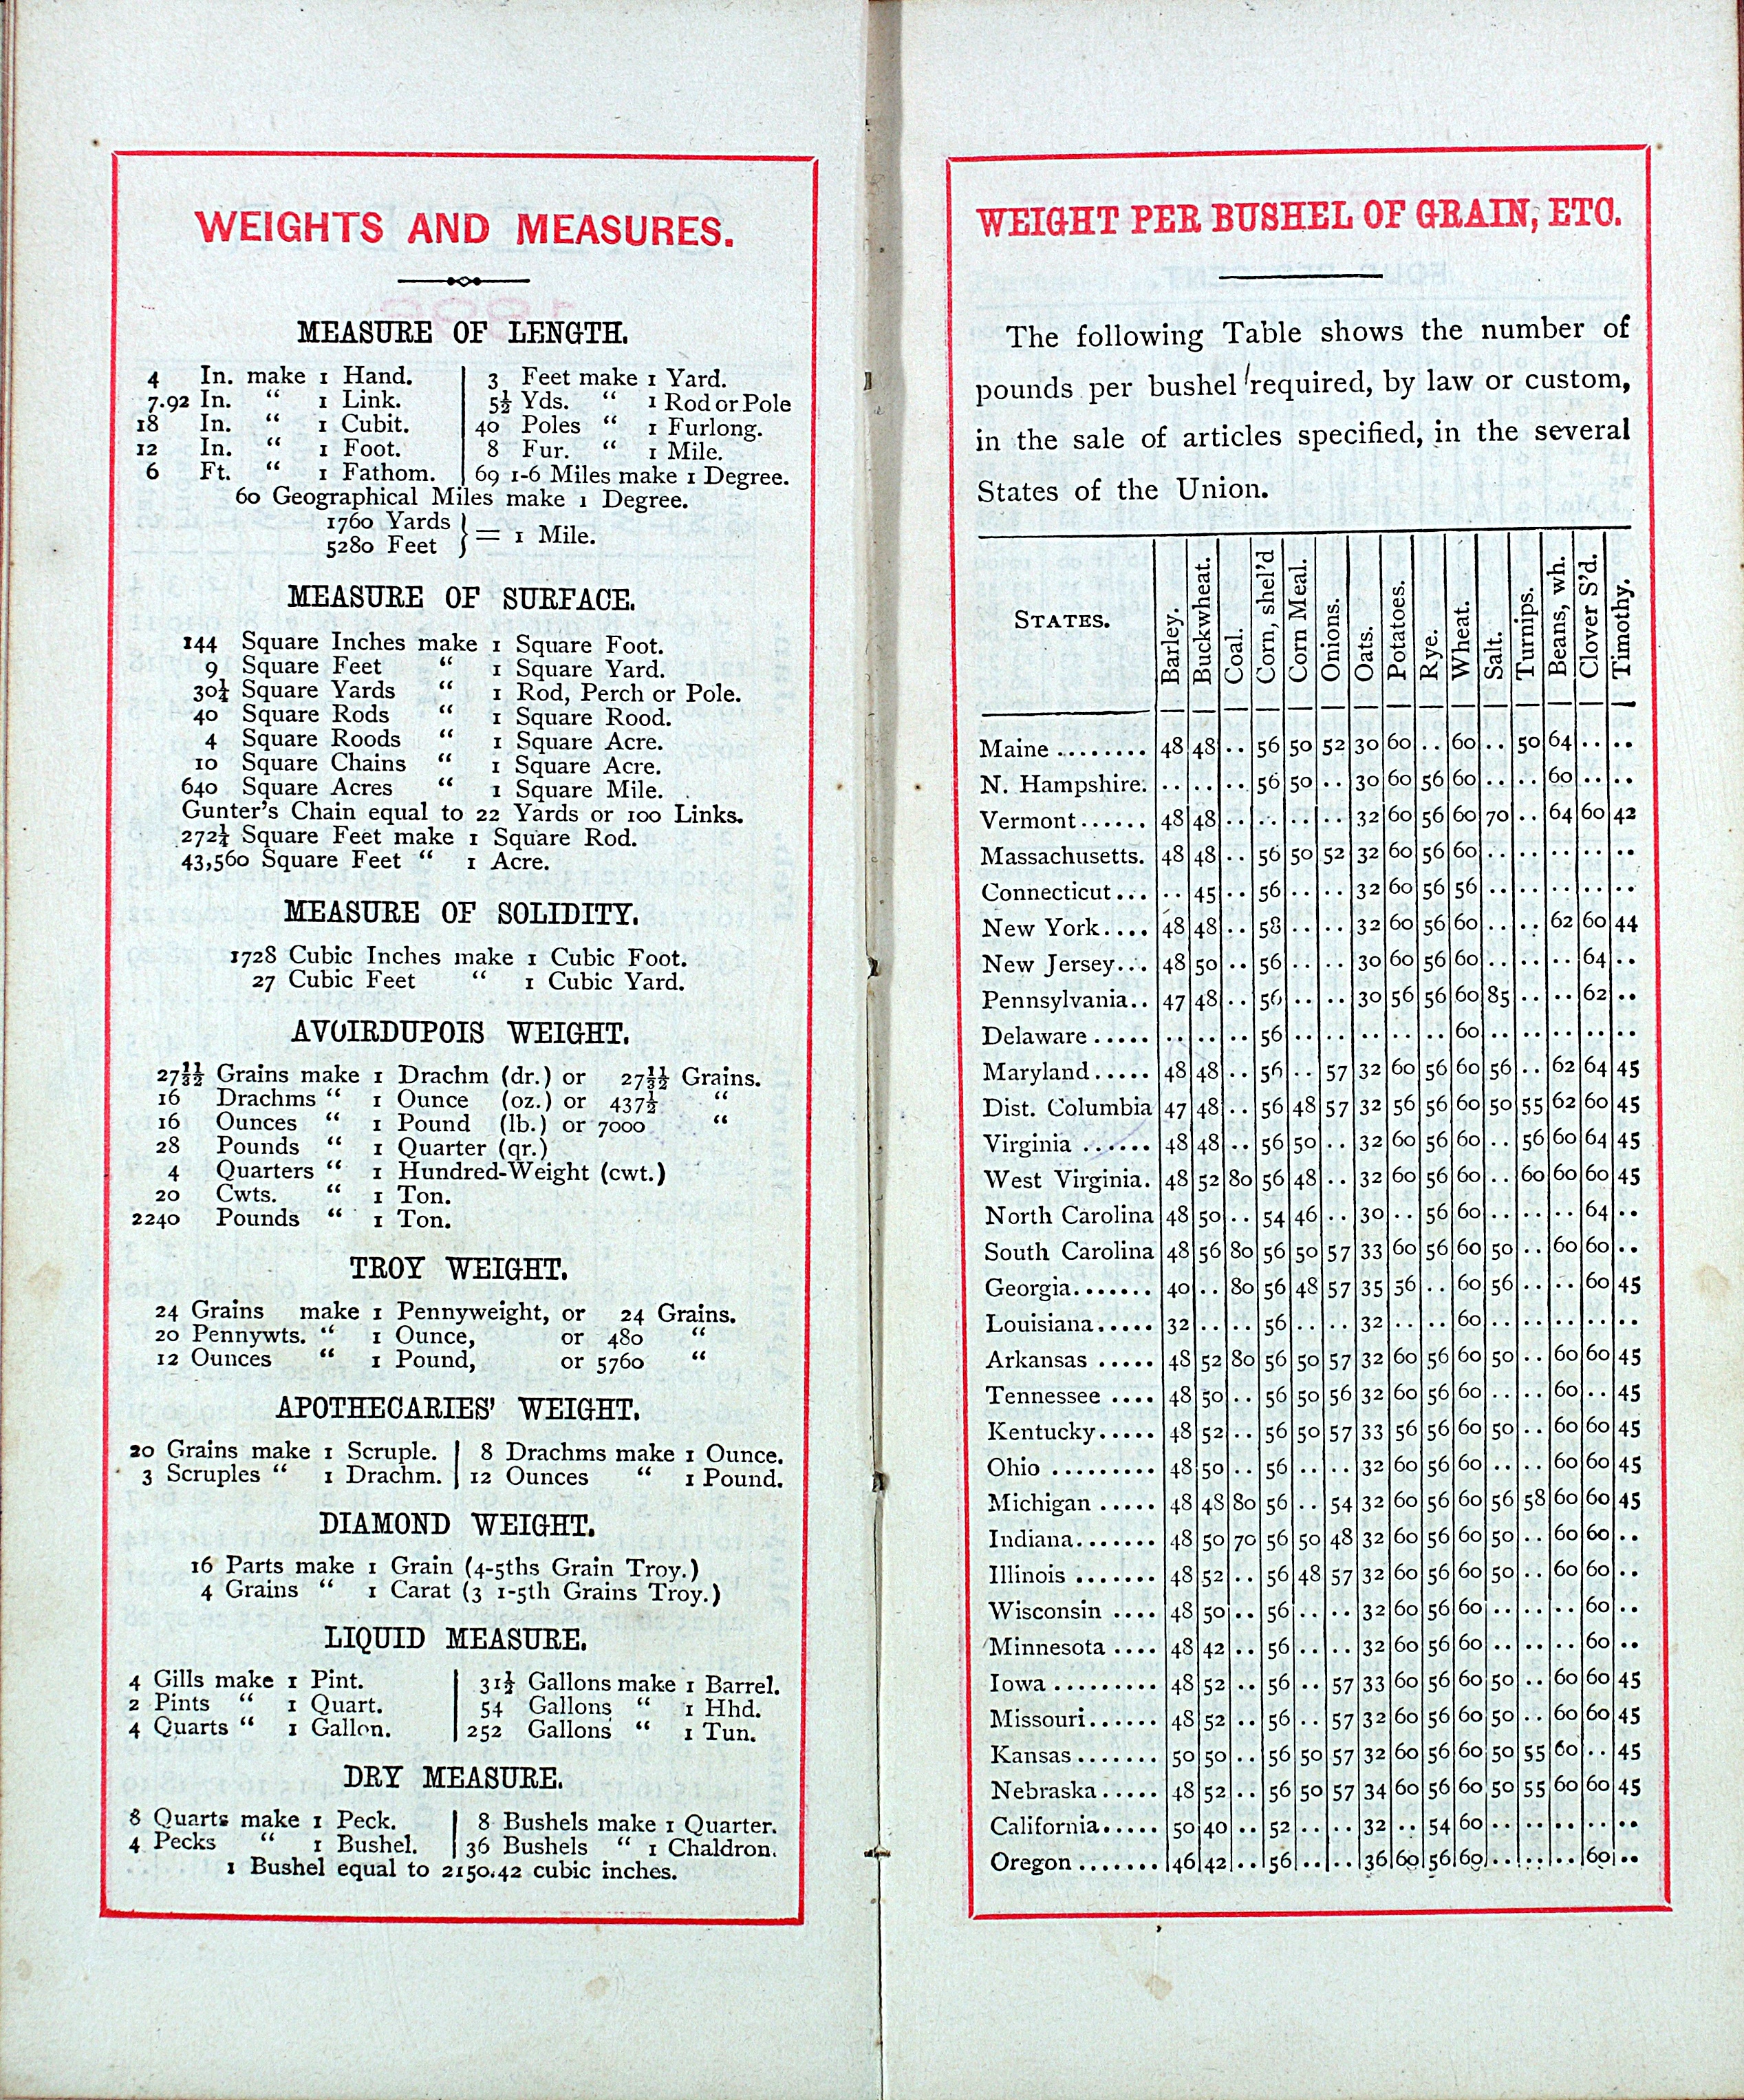 WEIGHTS AND MEASURES.
MEASURE OF LENGTH.
4 In. make 1 Hand.
7.92 In. “ 1 Link.
18 In. “ 1 Cubit.
12 In. “ 1 Foot.
6 Ft. “ 1 Fathom.
3 Feet make 1 Yard.
5½ Yds. “ 1 Rod or Pole
40 Poles “ 1 Furlong.
8 Fur. “ 1 Mile.
69 1-6 Miles make 1 Degree.
60 Geographical Miles make 1 Degree.
1760 Yards
5280 Feet } = 1 Mile.
MEASURE OF SURFACE.
144 Square Inches make 1 Square Foot.
9 Square Feet “ 1 Square Yard.
30¼ Square Yards “ 1 Rod, Perch or Pole.
40 Square Rods “ 1 Square Rood.
4 Square Roods “ 1 Square Acre.
10 Square Chains “ 1 Square Acre.
640 Square Acres “ 1 Square Mile.
Gunter's Chain equal to 22 Yards or 100 Links.
272¼ Square Feet make 1 Square Rod.
43,560 Square Feet “ 1 Acre.
MEASURE OF SOLIDITY.
1728 Cubic Inches make 1 Cubic Foot.
27 Cubic Feet “ 1 Cubic Yard.
AVOIRDUPOIS WEIGHT.
27 11/32 Grains make 1 Drachm (dr.) or 27 11/32 Grains.
16 Drachms “ 1 Ounce (oz.) or 437½ “
16 Ounces “ 1 Pound (lb.) or 7000 “
28 Pounds “ 1 Quarter (qr.)
4 Quarters “ 1 Hundred-Weight (cwt.)
20 Cwts. “ 1 Ton.
2240 Pounds “ 1 Ton.
TROY WEIGHT.
24 Grains make 1 Pennyweight, or 24 Grains.
20 Pennywts. “ 1 Ounce, or 480 “
12 Ounces “ 1 Pound, or 5760 “
APOTHECARIES' WEIGHT.
20 Grains make 1 Scruple.
3 Scruples “ 1 Drachm.
8 Drachms make 1 Ounce.
12 Ounces “ 1 Pound.
DIAMOND WEIGHT.
16 Parts make 1 Grain (4-5ths Grain Troy.)
4 Grains “ 1 Carat (3 1-5th Grains Troy.)
LIQUID MEASURE.
4 Gills make 1 Pint.
2 Pints “ 1 Quart.
4 Quarts “ 1 Gallon.
31½ Gallons make 1 Barrel.
54 Gallons “ 1 Hhd.
252 Gallons “ 1 Tun.
DRY MEASURE.
8 Quarts make 1 Peck.
4 Pecks “ 1 Bushel.
8 Bushels make 1 Quarter.
36 Bushels “ 1 Chaldron.
1 Bushel equal to 2150.42 cubic inches.
WEIGHT PER BUSHEL OF GRAIN, ETC.
The following Table shows the number of
pounds per bushel required, by law or custom,
in the sale of articles specified, in the several
States of the Union.
STATES. Barley. Buckwheat. Coal. Corn, shel'd Corn Meal. Onions. Oats. Potatoes. Rye. Wheat. Salt. Turnips. Beans, wh. Clover S'd. Timothy.
Maine ........ 48 48 .. 56 50 52 30 60 .. 60 .. 50 64 .. ..
N. Hampshire. .. .. .. 56 50 .. 30 60 56 60 .. .. 60 .. ..
Vermont...... 48 48 .. .. .. .. 32 60 56 60 70 .. 64 60 42
Massachusetts. 48 48 .. 56 50 52 32 60 56 60 .. .. .. .. ..
Connecticut... .. 45 .. 56 .. .. 32 60 56 56 .. .. .. .. ..
New York.... 48 48 .. 58 .. .. 32 60 56 60 .. .. 62 60 44
New Jersey... 48 50 .. 56 .. .. 30 60 56 60 .. .. .. 64 ..
Pennsylvania.. 47 48 .. 56 .. .. 30 56 56 60 85 .. .. 62 ..
Delaware ..... .. .. .. 56 .. .. .. .. .. 60 .. .. .. .. ..
Maryland..... 48 48 .. 56 .. 57 32 60 56 60 56 .. 62 64 45
Dist. Columbia 47 48 .. 56 48 57 32 56 56 60 50 55 62 60 45
Virginia ...... 48 48 .. 56 50 .. 32 60 56 60 .. 56 60 64 45
West Virginia. 48 52 80 56 48 .. 32 60 56 60 .. 60 60 60 45
North Carolina 48 50 .. 54 46 .. 30 .. 56 60 .. .. .. 64 ..
South Carolina 48 56 80 56 50 57 33 60 56 60 50 .. 60 60 ..
Georgia....... 40 .. 80 56 48 57 35 56 .. 60 56 .. .. 60 45
Louisiana..... 32 .. .. 56 .. .. 32 .. .. 60 .. .. .. .. ..
Arkansas ..... 48 52 80 56 50 57 32 60 56 60 50 .. 60 60 45
Tennessee .... 48 50 .. 56 50 56 32 60 56 60 .. .. 60 .. 45
Kentucky..... 48 52 .. 56 50 57 33 56 56 60 50 .. 60 60 45
Ohio ......... 48 50 .. 56 .. .. 32 60 56 60 .. .. 60 60 45
Michigan ..... 48 48 80 56 .. 54 32 60 56 60 56 58 60 60 45
Indiana....... 48 50 70 56 50 48 32 60 56 60 50 .. 60 60 ..
Illinois ....... 48 52 .. 56 48 57 32 60 56 60 50 .. 60 60 ..
Wisconsin .... 48 50 .. 56 .. .. 32 60 56 60 .. .. .. 60 ..
Minnesota .... 48 42 .. 56 .. .. 32 60 56 60 .. .. .. 60 ..
Iowa ......... 48 52 .. 56 .. 57 33 60 56 60 50 .. 60 60 45
Missouri...... 48 52 .. 56 .. 57 32 60 56 60 50 .. 60 60 45
Kansas ....... 50 50 .. 56 50 57 32 60 56 60 50 55 60 .. 45
Nebraska ..... 48 52 .. 56 50 57 34 60 56 60 50 55 60 60 45
California..... 50 40 .. 52 .. .. 32 .. 54 60 .. .. .. .. ..
Oregon ....... 46 42 .. 56 .. .. 36 60 56 60 .. .. .. 60 ..